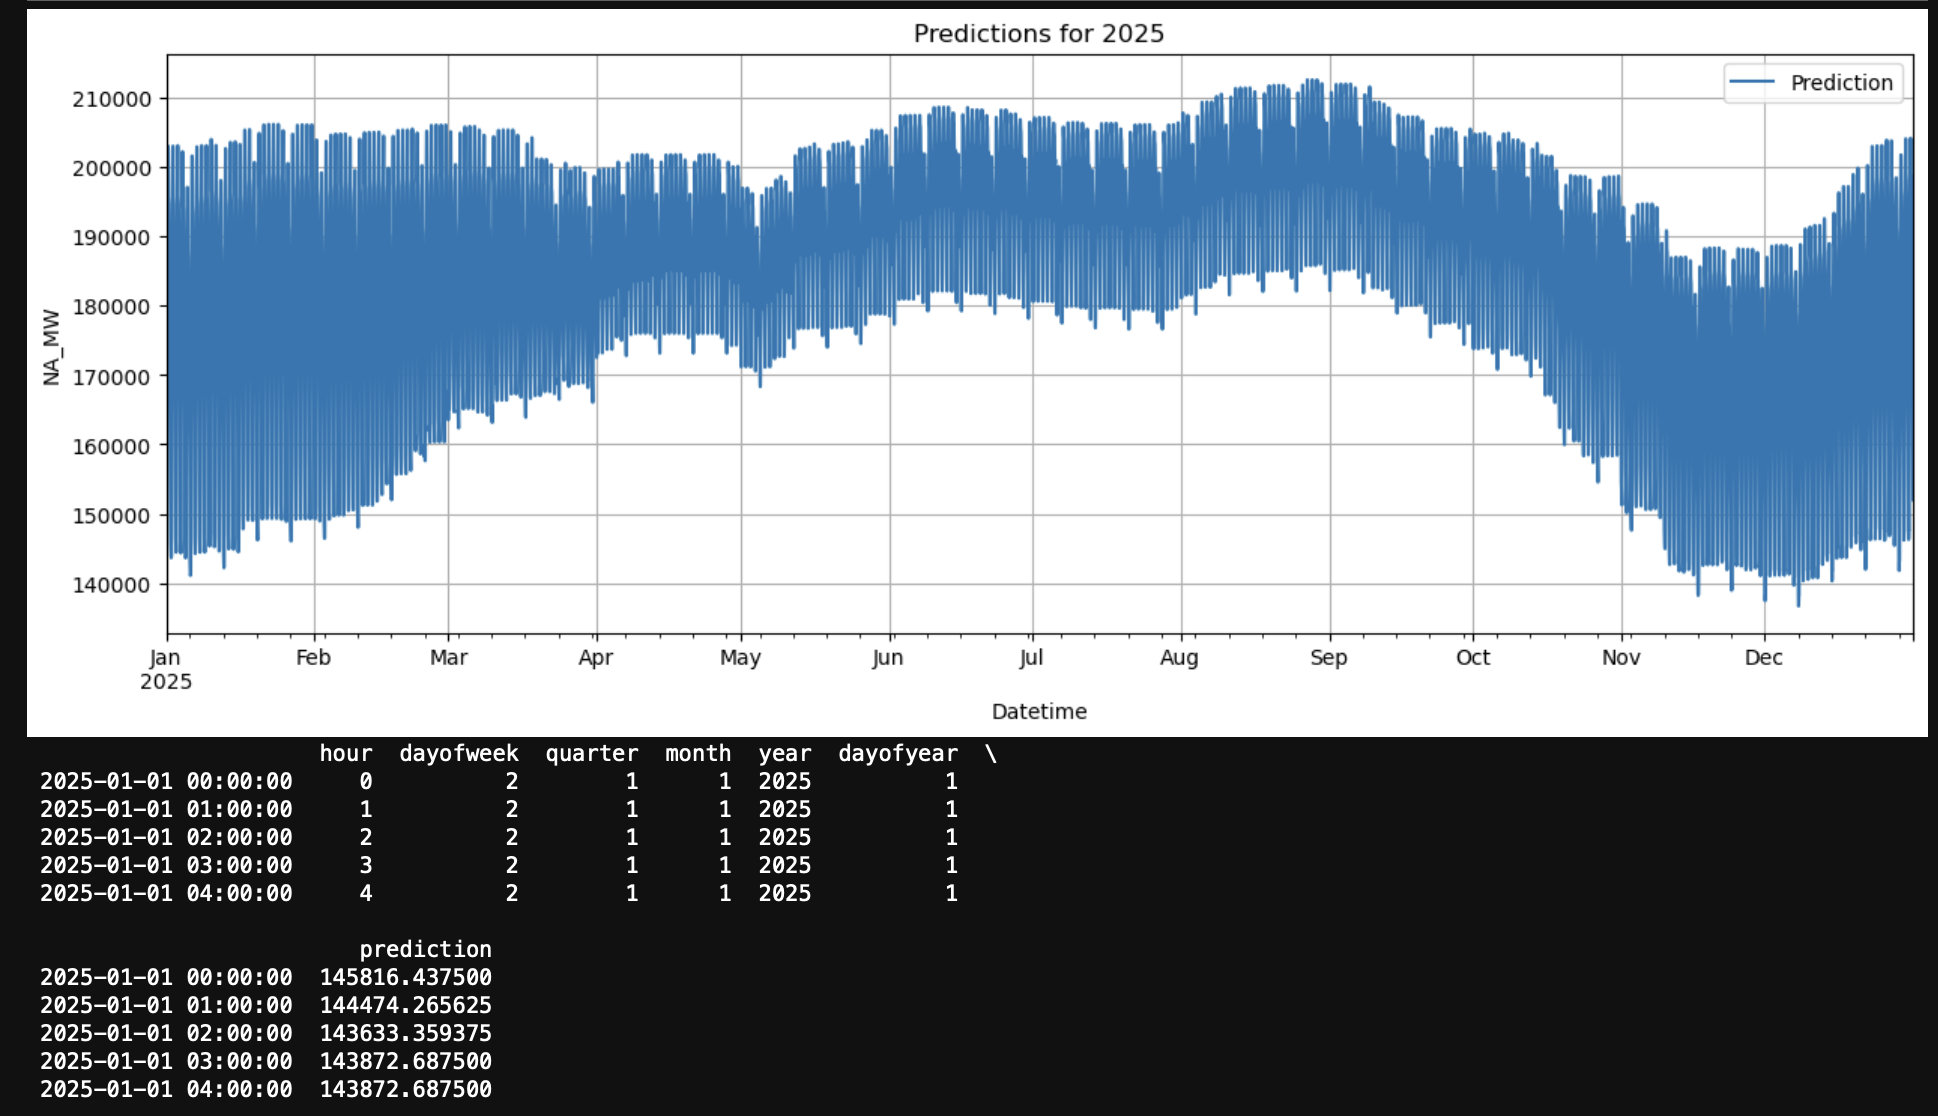 Predictions for 2025
Prediction
210000
200000
190000
180000
170000
160000
150000
140000
NA_MW
Jan Feb Mar Apr May Jun Jul Aug Sep Oct Nov Dec
2025
Datetime
hour dayofweek quarter month year dayofyear \
2025-01-01 00:00:00 0 2 1 1 2025 1
2025-01-01 01:00:00 1 2 1 1 2025 1
2025-01-01 02:00:00 2 2 1 1 2025 1
2025-01-01 03:00:00 3 2 1 1 2025 1
2025-01-01 04:00:00 4 2 1 1 2025 1
prediction
2025-01-01 00:00:00 145816.437500
2025-01-01 01:00:00 144474.265625
2025-01-01 02:00:00 143633.359375
2025-01-01 03:00:00 143872.687500
2025-01-01 04:00:00 143872.687500